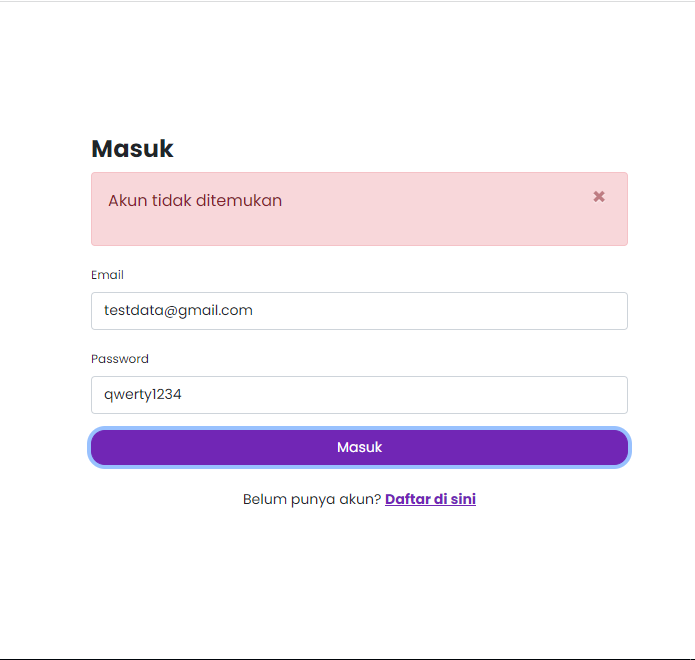 Masuk
Akun tidak ditemukan
Email
testdata@gmail.com
Password
qwerty1234
Masuk
Belum punya akun? Daftar di sini